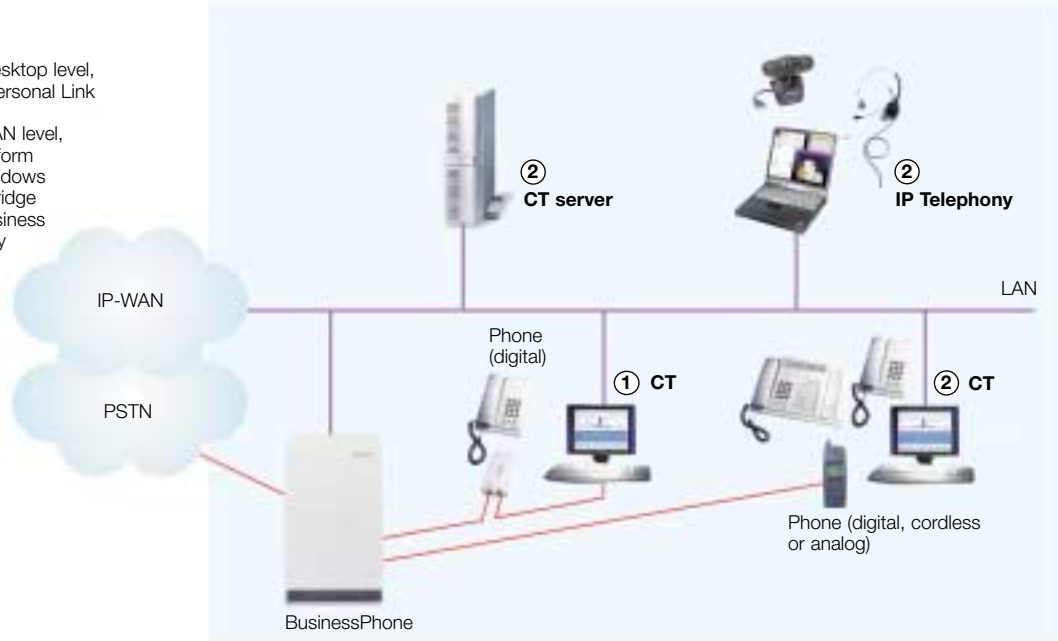 esktop level,
ersonal Link
AN level,
form
dows
ridge
siness
y
② CT server
② IP Telephony
IP-WAN
LAN
Phone
(digital)
① CT
② CT
PSTN
Phone (digital, cordless
or analog)
BusinessPhone